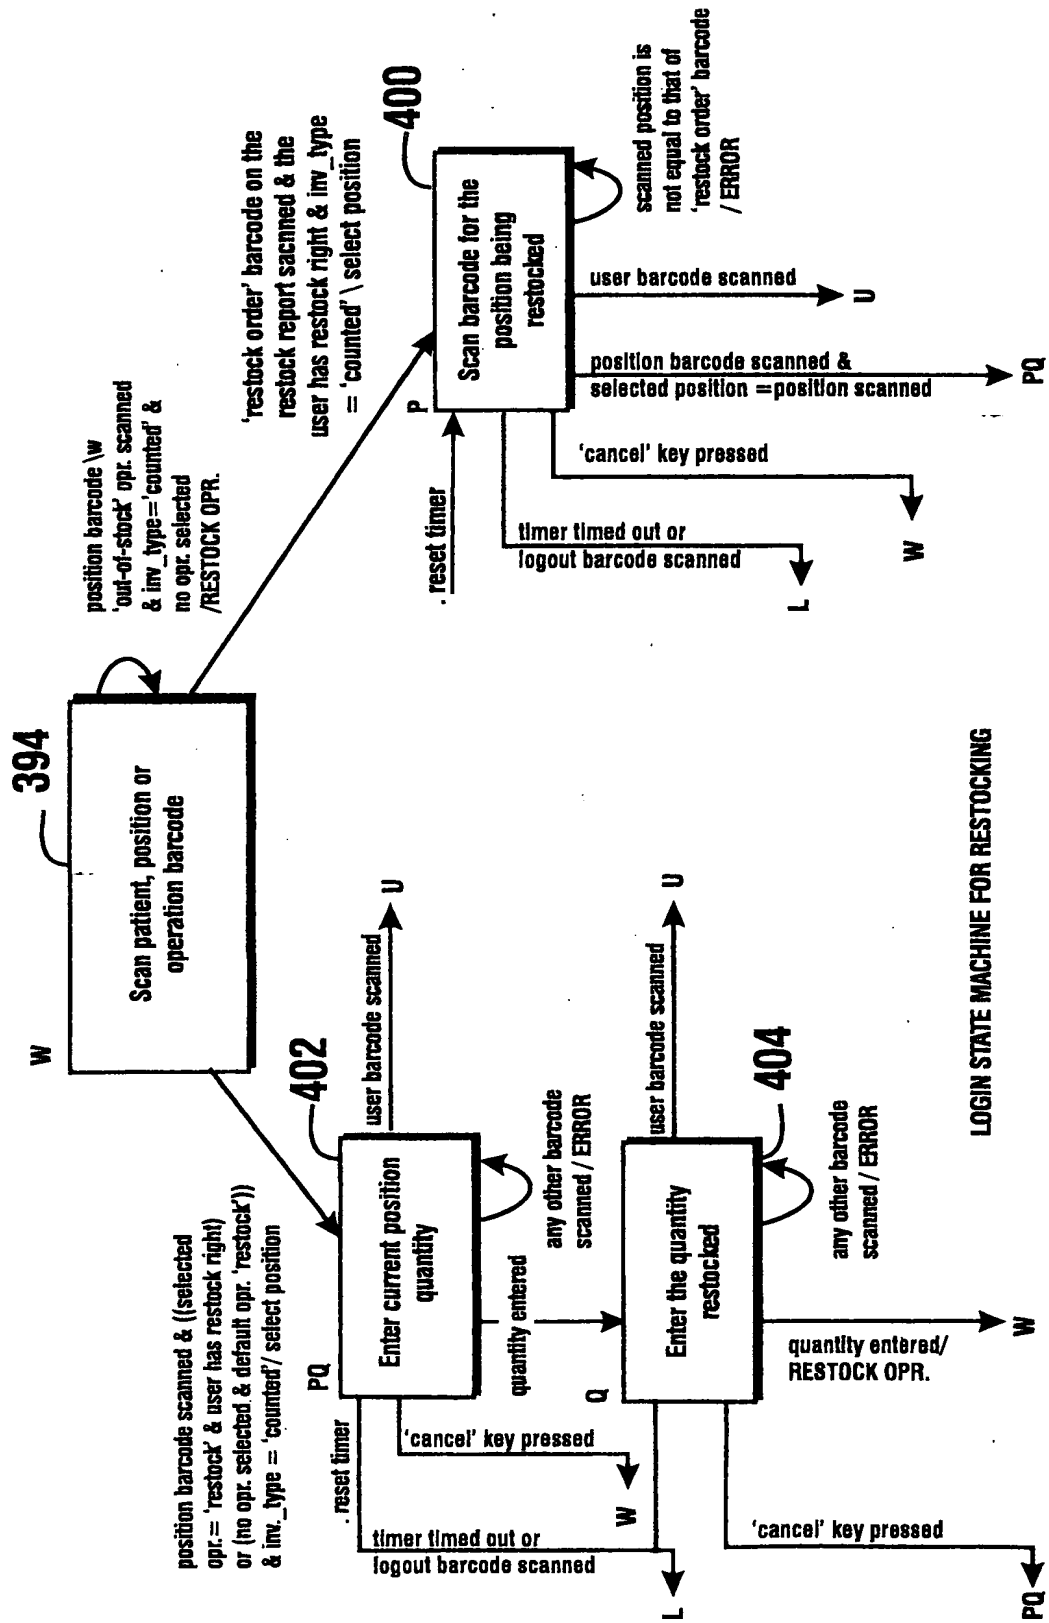 394
W
Scan patient, position or
operation barcode
position barcode \w
'out-of-stock' opr. scanned
& inv_type='counted' &
no opr. selected
/RESTOCK OPR.
'restock order' barcode on the
restock report sacnned & the
user has restock right & inv_type
= 'counted' \ select position
400
P
Scan barcode for the
position being
restocked
scanned position is
not equal to that of
'restock order' barcode
/ ERROR
. reset timer
user barcode scanned
U
position barcode scanned &
selected position =position scanned
PQ
'cancel' key pressed
W
timer timed out or
logout barcode scanned
L
position barcode scanned & ((selected
opr.= 'restock' & user has restock right)
or (no opr. selected & default opr. 'restock'))
& inv._type = 'counted'/ select position
402
PQ
Enter current position
quantity
user barcode scanned
U
any other barcode
scanned / ERROR
. reset timer
quantity entered
'cancel' key pressed
W
timer timed out or
logout barcode scanned
L
404
Q
Enter the quantity
restocked
user barcode scanned
U
any other barcode
scanned / ERROR
quantity entered/
RESTOCK OPR.
W
'cancel' key pressed
PQ
LOGIN STATE MACHINE FOR RESTOCKING